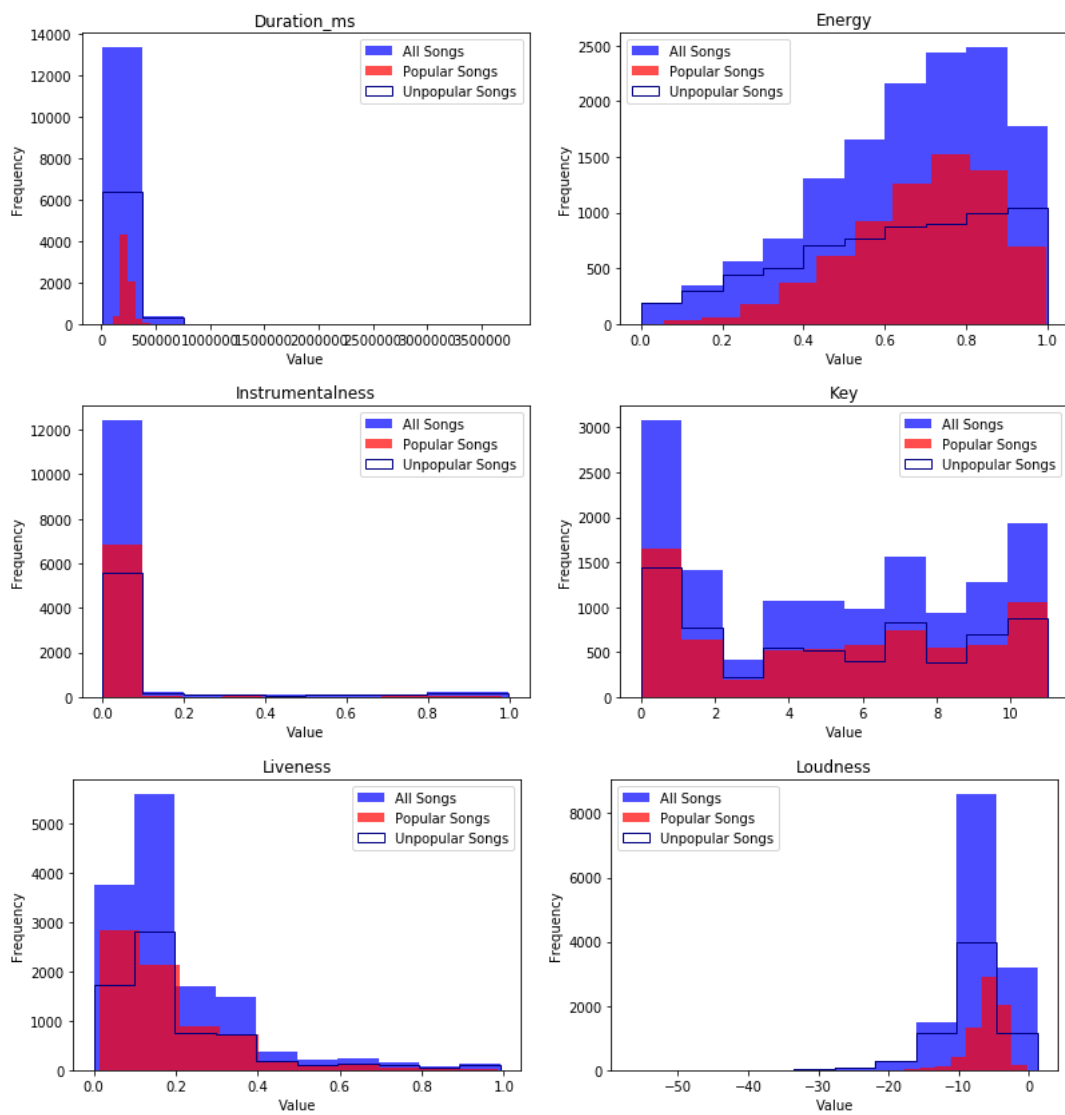 Duration_ms
14000
12000
10000
8000
6000
4000
2000
0
Frequency
All Songs
Popular Songs
Unpopular Songs
0 500000 1000000 1500000 2000000 2500000 3000000 3500000
Value
Energy
2500
2000
1500
1000
500
0
Frequency
All Songs
Popular Songs
Unpopular Songs
0.0 0.2 0.4 0.6 0.8 1.0
Value
Instrumentalness
12000
10000
8000
6000
4000
2000
0
Frequency
All Songs
Popular Songs
Unpopular Songs
0.0 0.2 0.4 0.6 0.8 1.0
Value
Key
3000
2500
2000
1500
1000
500
0
Frequency
All Songs
Popular Songs
Unpopular Songs
0 2 4 6 8 10
Value
Liveness
5000
4000
3000
2000
1000
0
Frequency
All Songs
Popular Songs
Unpopular Songs
0.0 0.2 0.4 0.6 0.8 1.0
Value
Loudness
8000
6000
4000
2000
0
Frequency
All Songs
Popular Songs
Unpopular Songs
−50 −40 −30 −20 −10 0
Value